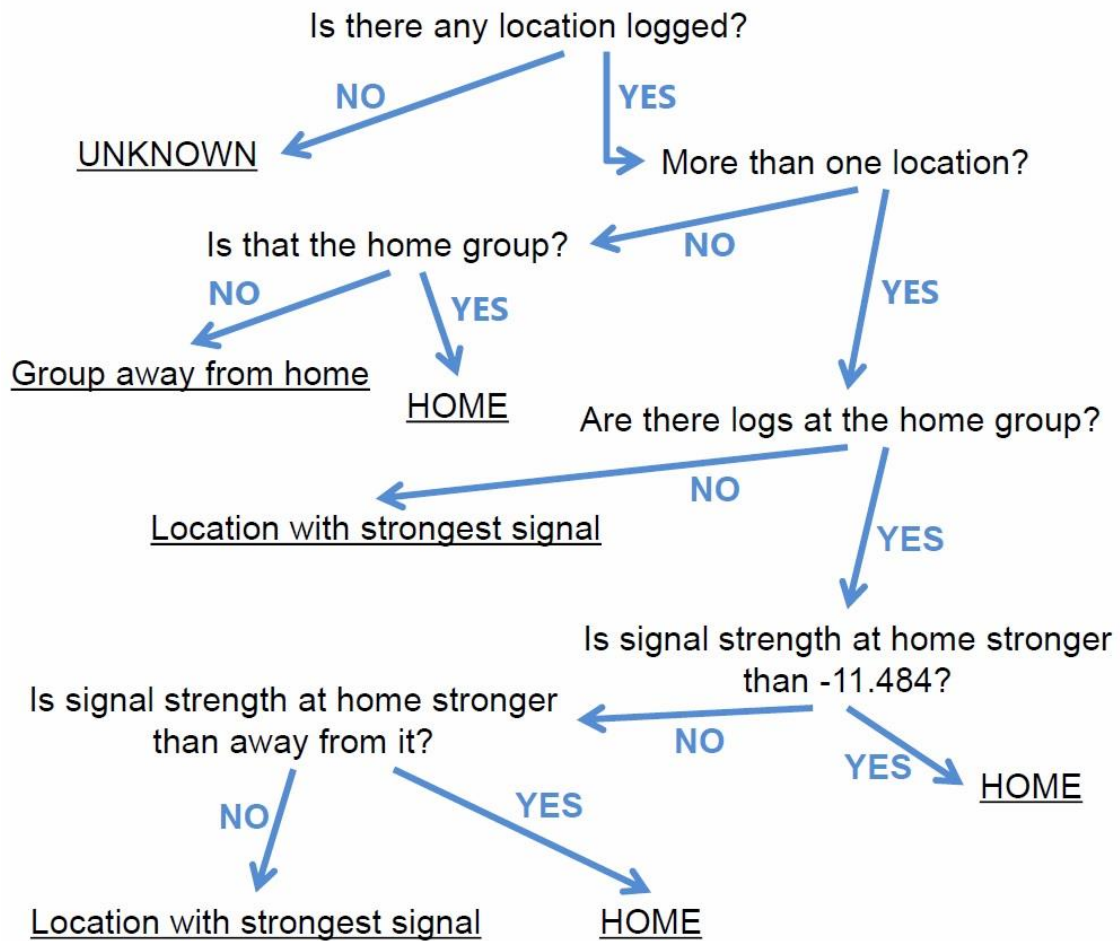 Is there any location logged?
NO
YES
UNKNOWN
More than one location?
Is that the home group?
NO
NO
YES
YES
Group away from home
HOME
Are there logs at the home group?
NO
Location with strongest signal
YES
Is signal strength at home stronger
than -11.484?
Is signal strength at home stronger
than away from it?
NO
YES
HOME
NO
YES
Location with strongest signal
HOME